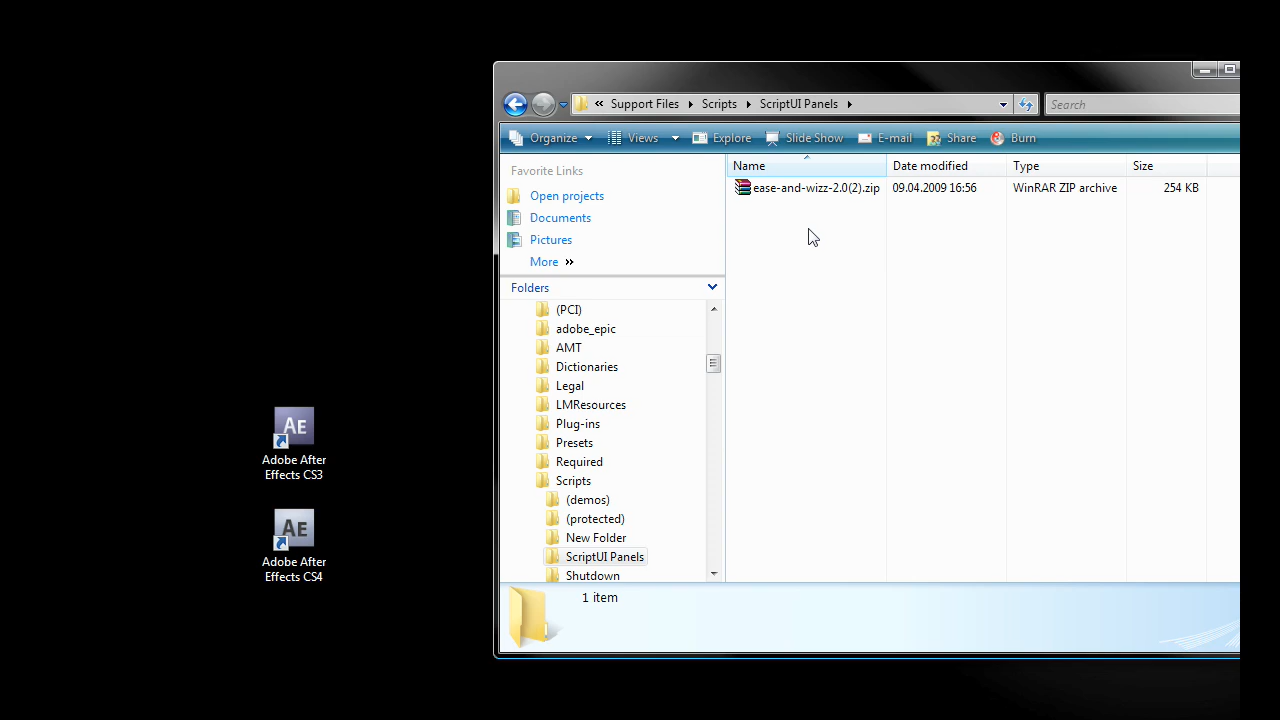 « Support Files ▸ Scripts ▸ ScriptUI Panels ▸
Search
Organize Views Explore Slide Show E-mail Share Burn
Favorite Links
Open projects
Documents
Pictures
More »
Folders
(PCI)
adobe_epic
AMT
Dictionaries
Legal
LMResources
Plug-ins
Presets
Required
Scripts
(demos)
(protected)
New Folder
ScriptUI Panels
Shutdown
Name Date modified Type Size
ease-and-wizz-2.0(2).zip 09.04.2009 16:56 WinRAR ZIP archive 254 KB
1 item
AE
Adobe After
Effects CS3
AE
Adobe After
Effects CS4